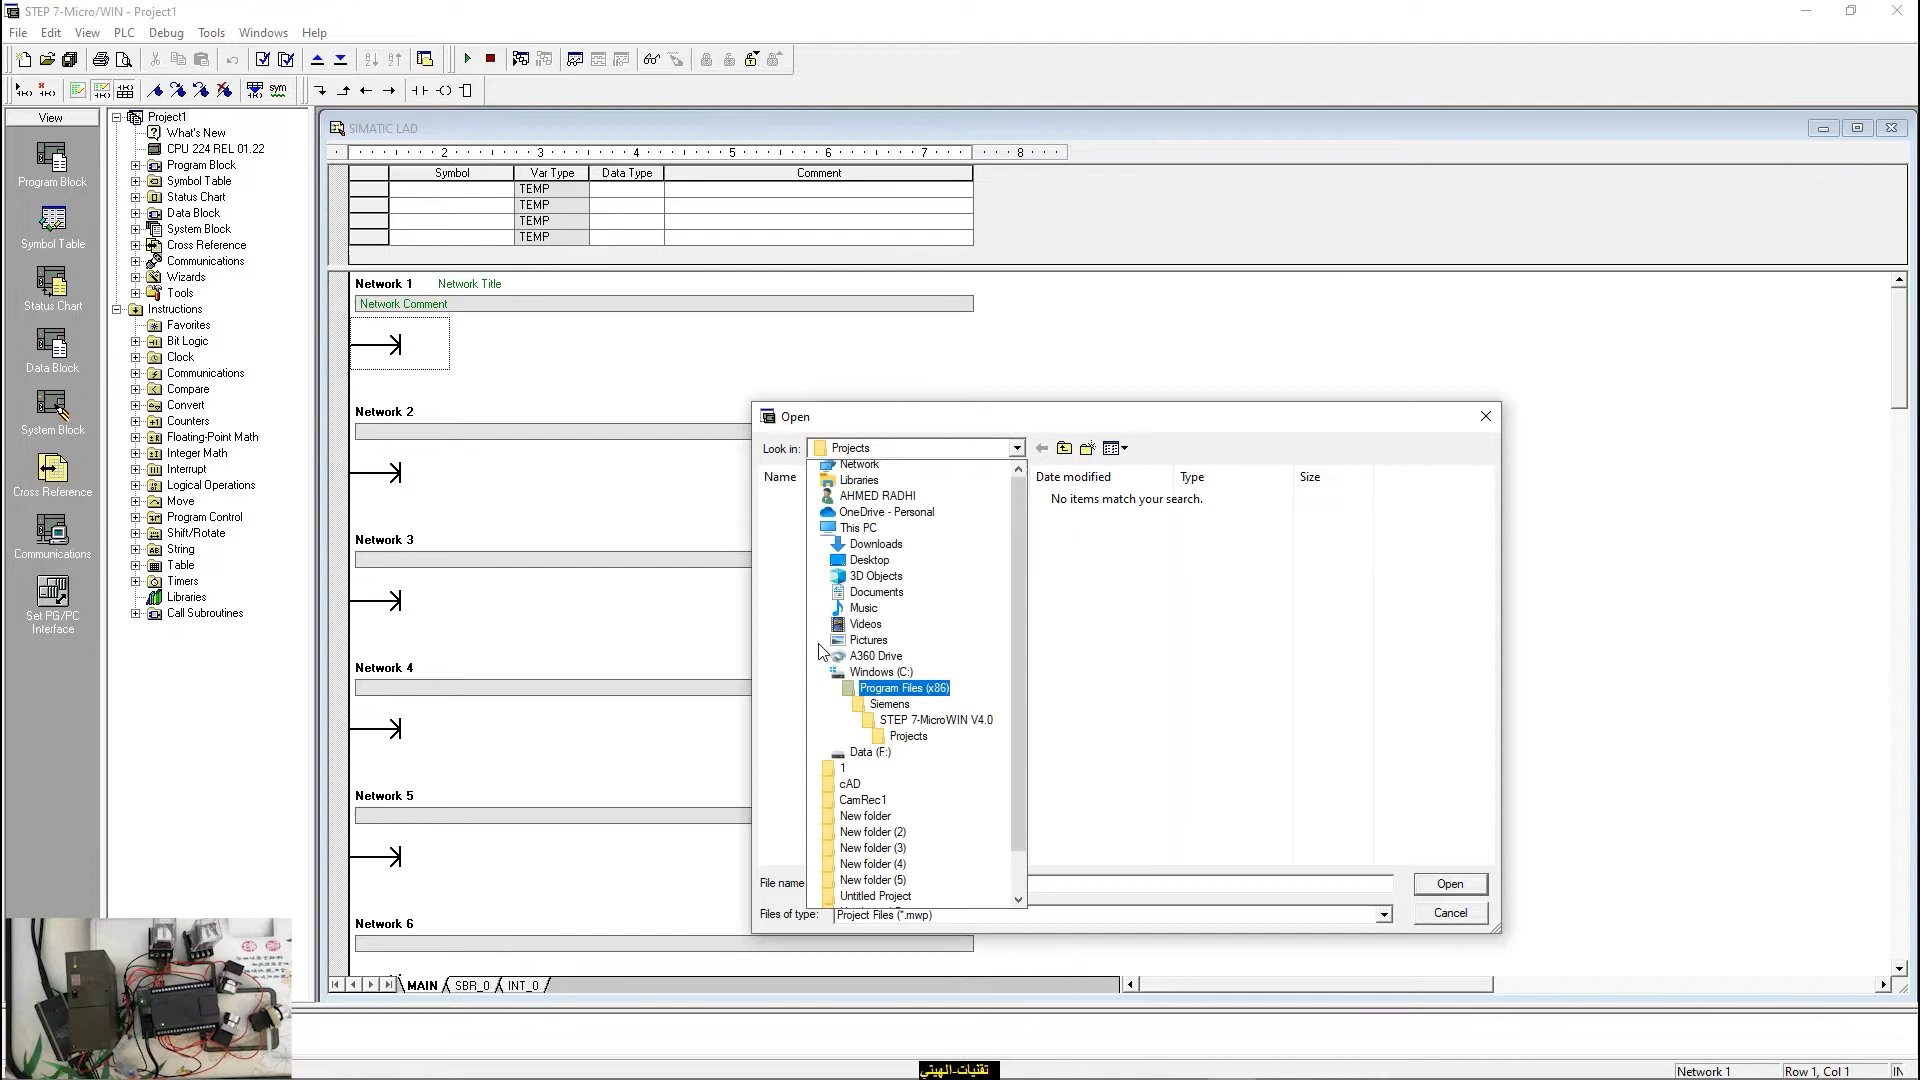 STEP 7-Micro/WIN - Project1
File Edit View PLC Debug Tools Windows Help
View
Program Block
Symbol Table
Status Chart
Data Block
System Block
Cross Reference
Communications
Set PG/PC
Interface
Project1
What's New
CPU 224 REL 01.22
Program Block
Symbol Table
Status Chart
Data Block
System Block
Cross Reference
Communications
Wizards
Tools
Instructions
Favorites
Bit Logic
Clock
Communications
Compare
Convert
Counters
Floating-Point Math
Integer Math
Interrupt
Logical Operations
Move
Program Control
Shift/Rotate
String
Table
Timers
Libraries
Call Subroutines
SIMATIC LAD
2 3 4 5 6 7 8
Symbol Var Type Data Type Comment
TEMP
TEMP
TEMP
TEMP
Network 1 Network Title
Network Comment
Network 2
Network 3
Network 4
Network 5
Network 6
MAIN SBR_0 INT_0
Open
Look in: Projects
Name Date modified Type Size
No items match your search.
Network
Libraries
AHMED RADHI
OneDrive - Personal
This PC
Downloads
Desktop
3D Objects
Documents
Music
Videos
Pictures
A360 Drive
Windows (C:)
Program Files (x86)
Siemens
STEP 7-MicroWIN V4.0
Projects
Data (F:)
1
cAD
CamRec1
New folder
New folder (2)
New folder (3)
New folder (4)
New folder (5)
Untitled Project
File name
Open
Files of type: Project Files (*.mwp)
Cancel
تقنيات-الهيتي
Network 1 Row 1, Col 1 IN